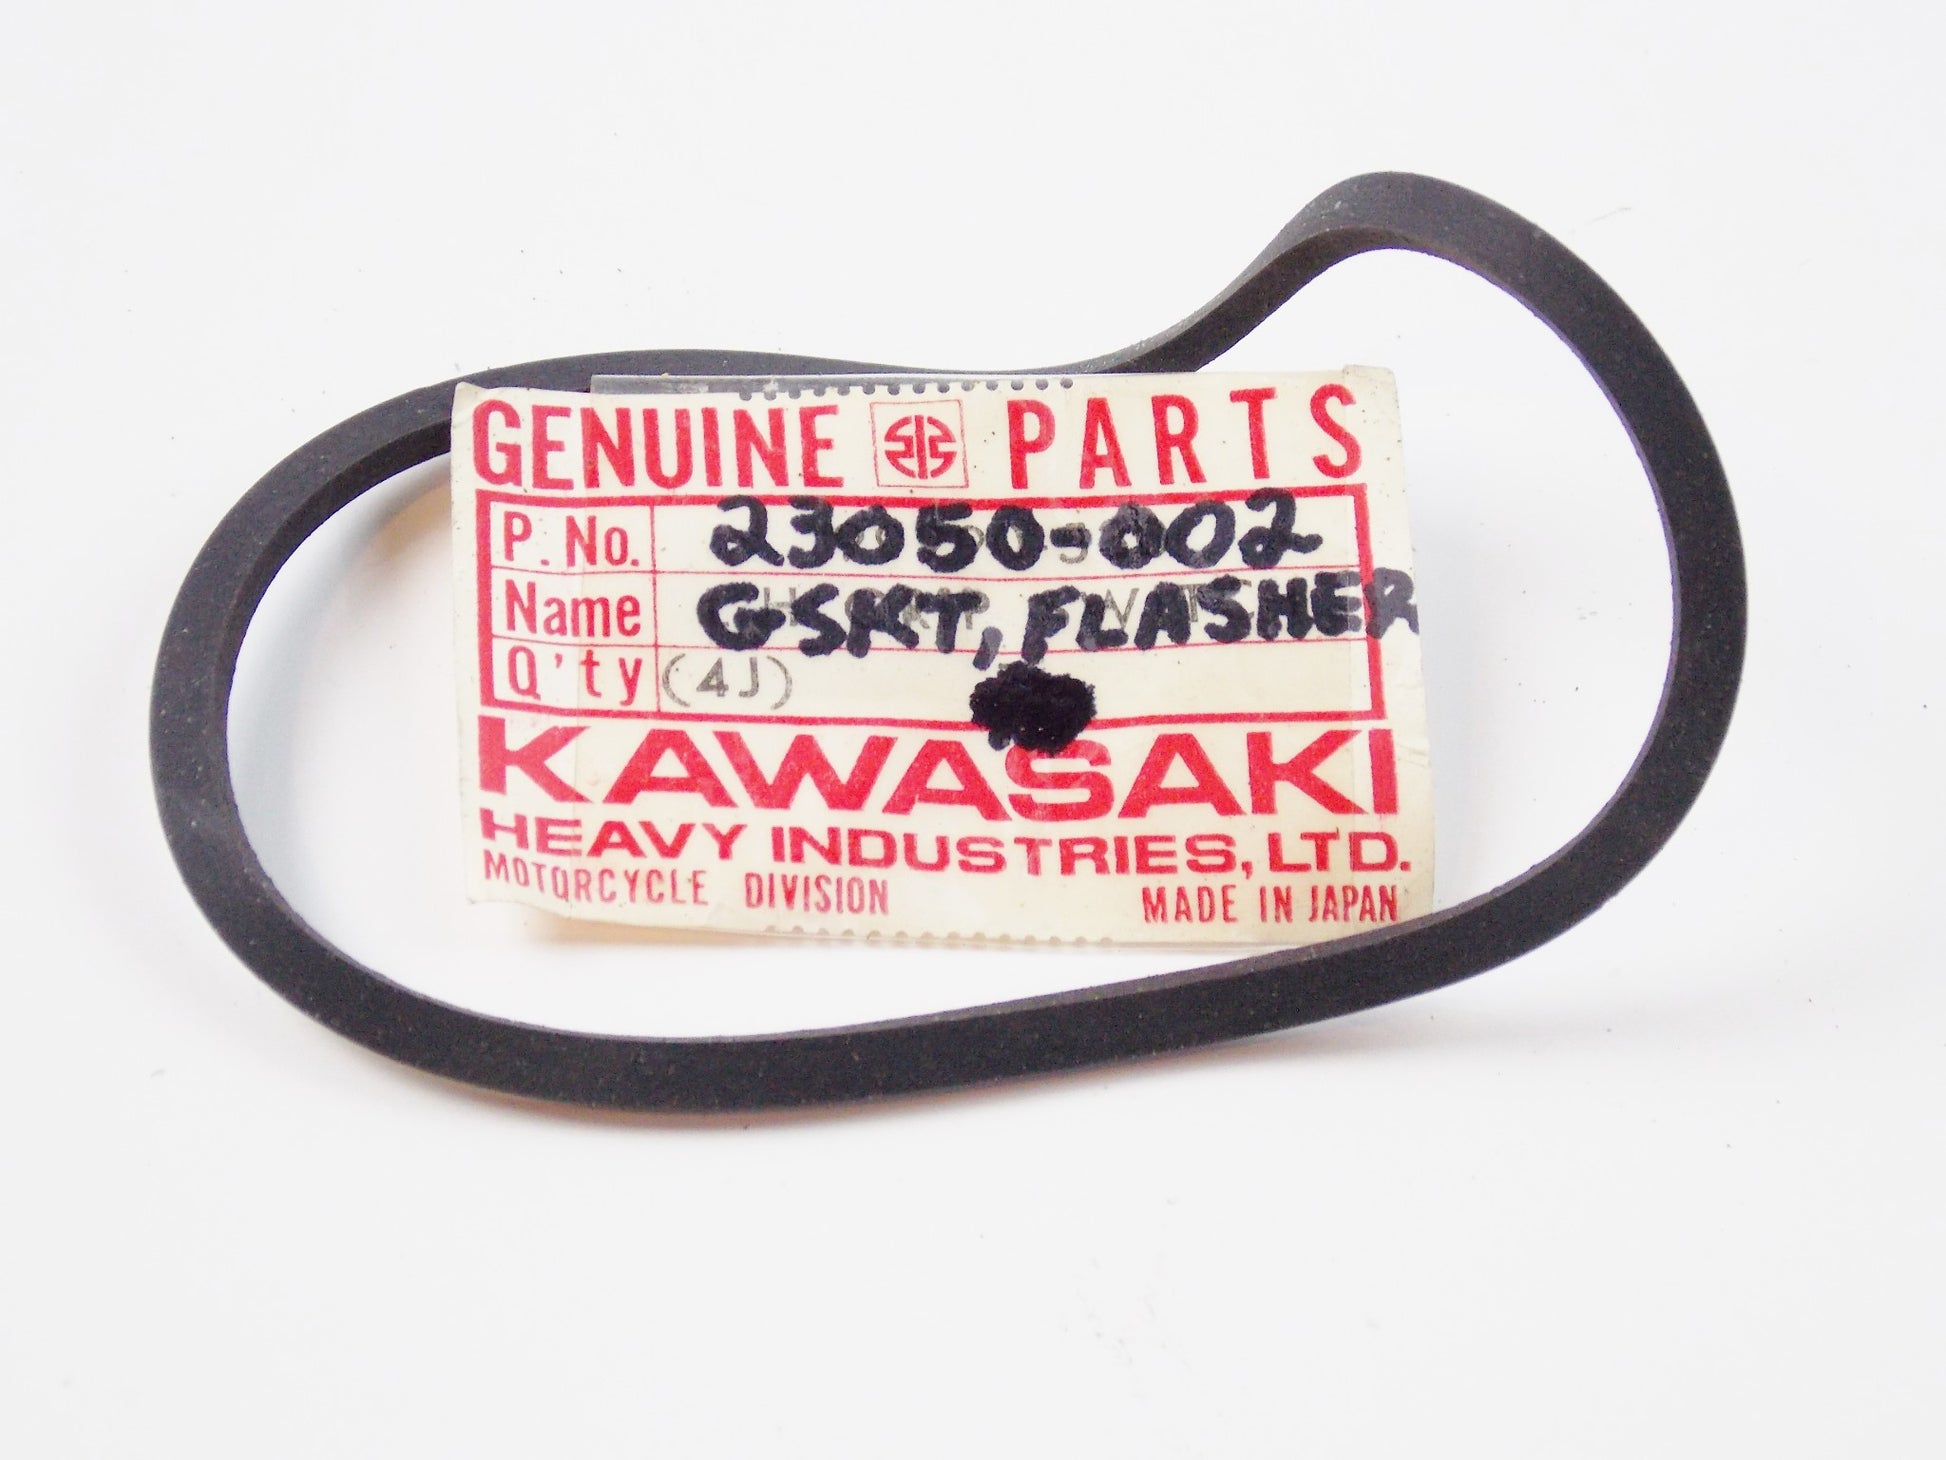 GENUINE PARTS
P. No. 23050-002
Name GSKT, FLASHER
Q'ty (4J)
KAWASAKI
HEAVY INDUSTRIES, LTD.
MOTORCYCLE DIVISION MADE IN JAPAN